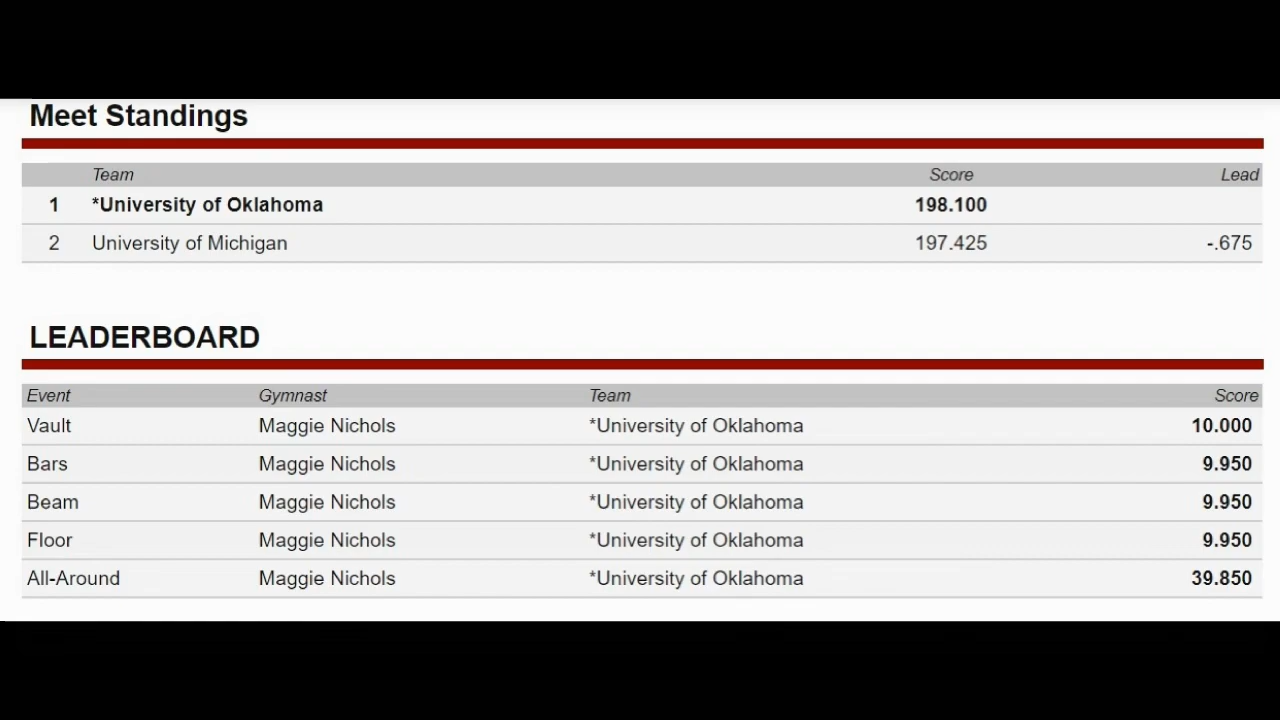 Meet Standings
Team Score Lead
1 *University of Oklahoma 198.100
2 University of Michigan 197.425 -.675
LEADERBOARD
Event Gymnast Team Score
Vault Maggie Nichols *University of Oklahoma 10.000
Bars Maggie Nichols *University of Oklahoma 9.950
Beam Maggie Nichols *University of Oklahoma 9.950
Floor Maggie Nichols *University of Oklahoma 9.950
All-Around Maggie Nichols *University of Oklahoma 39.850